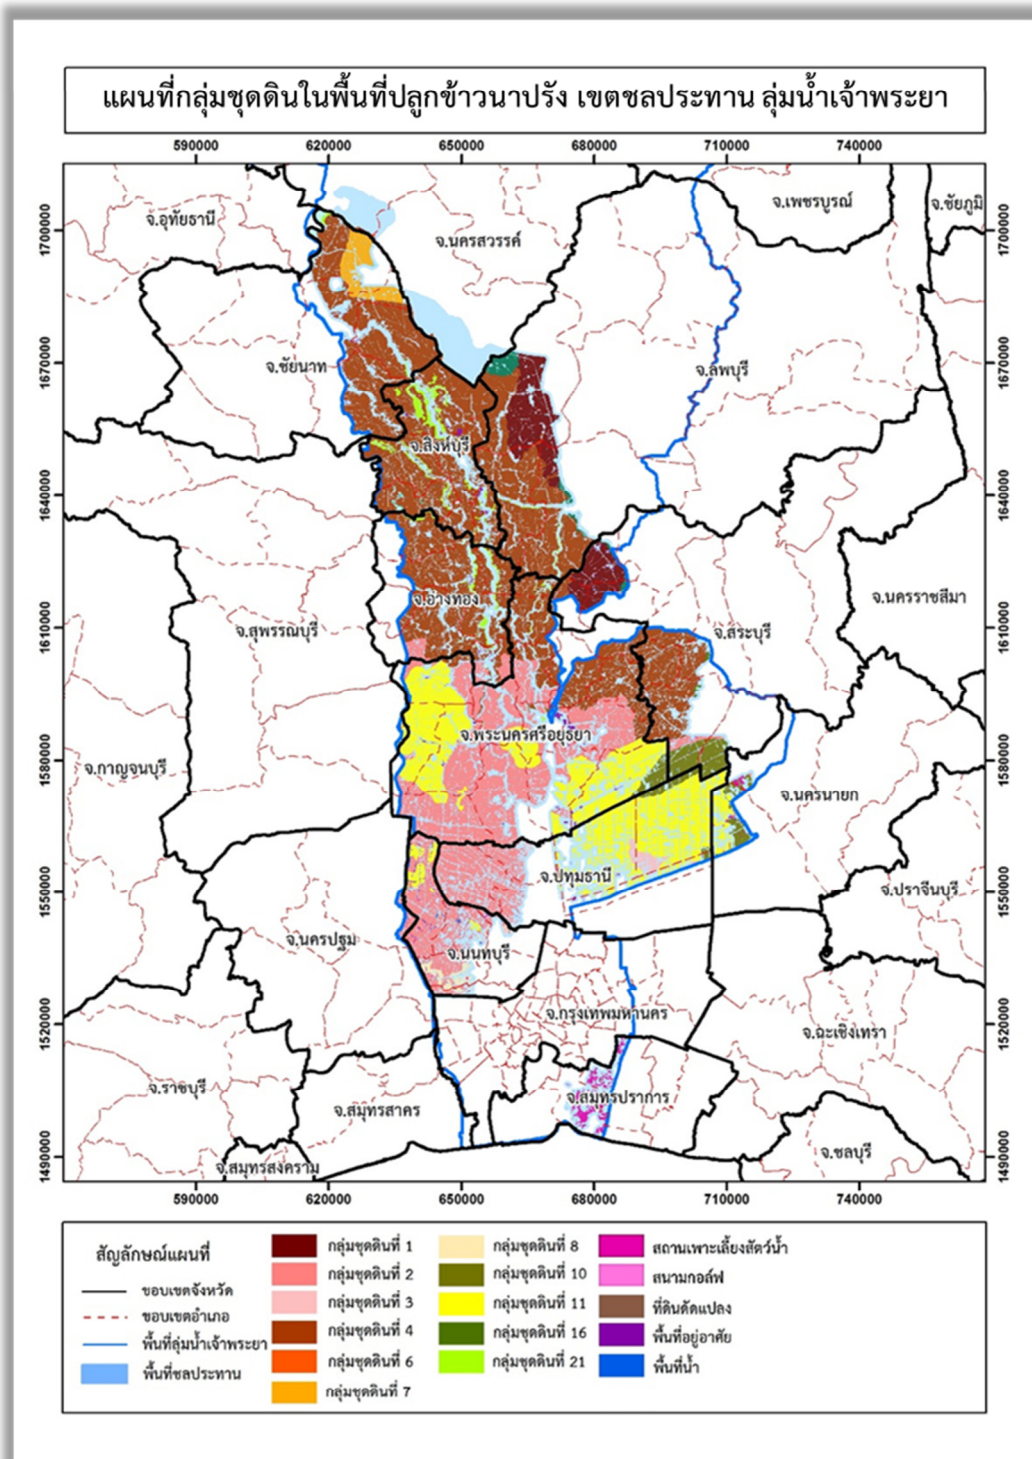 แผนที่กลุ่มชุดดินในพื้นที่ปลูกข้าวนาปรัง เขตชลประทาน ลุ่มน้ำเจ้าพระยา
590000 620000 650000 680000 710000 740000
1700000 1700000
1670000 1670000
1640000 1640000
1610000 1610000
1580000 1580000
1550000 1550000
1520000 1520000
1490000 1490000
จ.อุทัยธานี
จ.นครสวรรค์
จ.เพชรบูรณ์
จ.ชัยภูมิ
จ.ชัยนาท
จ.ลพบุรี
จ.สิงห์บุรี
จ.อ่างทอง
จ.สุพรรณบุรี
จ.สระบุรี
จ.นครราชสีมา
จ.พระนครศรีอยุธยา
จ.กาญจนบุรี
จ.นครนายก
จ.ปทุมธานี
จ.ปราจีนบุรี
จ.นครปฐม
จ.นนทบุรี
จ.กรุงเทพมหานคร
จ.ฉะเชิงเทรา
จ.ราชบุรี
จ.สมุทรสาคร
จ.สมุทรปราการ
จ.ชลบุรี
จ.สมุทรสงคราม
590000 620000 650000 680000 710000 740000
สัญลักษณ์แผนที่
ขอบเขตจังหวัด
ขอบเขตอำเภอ
พื้นที่ลุ่มน้ำเจ้าพระยา
พื้นที่ชลประทาน
กลุ่มชุดดินที่ 1
กลุ่มชุดดินที่ 2
กลุ่มชุดดินที่ 3
กลุ่มชุดดินที่ 4
กลุ่มชุดดินที่ 6
กลุ่มชุดดินที่ 7
กลุ่มชุดดินที่ 8
กลุ่มชุดดินที่ 10
กลุ่มชุดดินที่ 11
กลุ่มชุดดินที่ 16
กลุ่มชุดดินที่ 21
สถานเพาะเลี้ยงสัตว์น้ำ
สนามกอล์ฟ
ที่ดินดัดแปลง
พื้นที่อยู่อาศัย
พื้นที่น้ำ